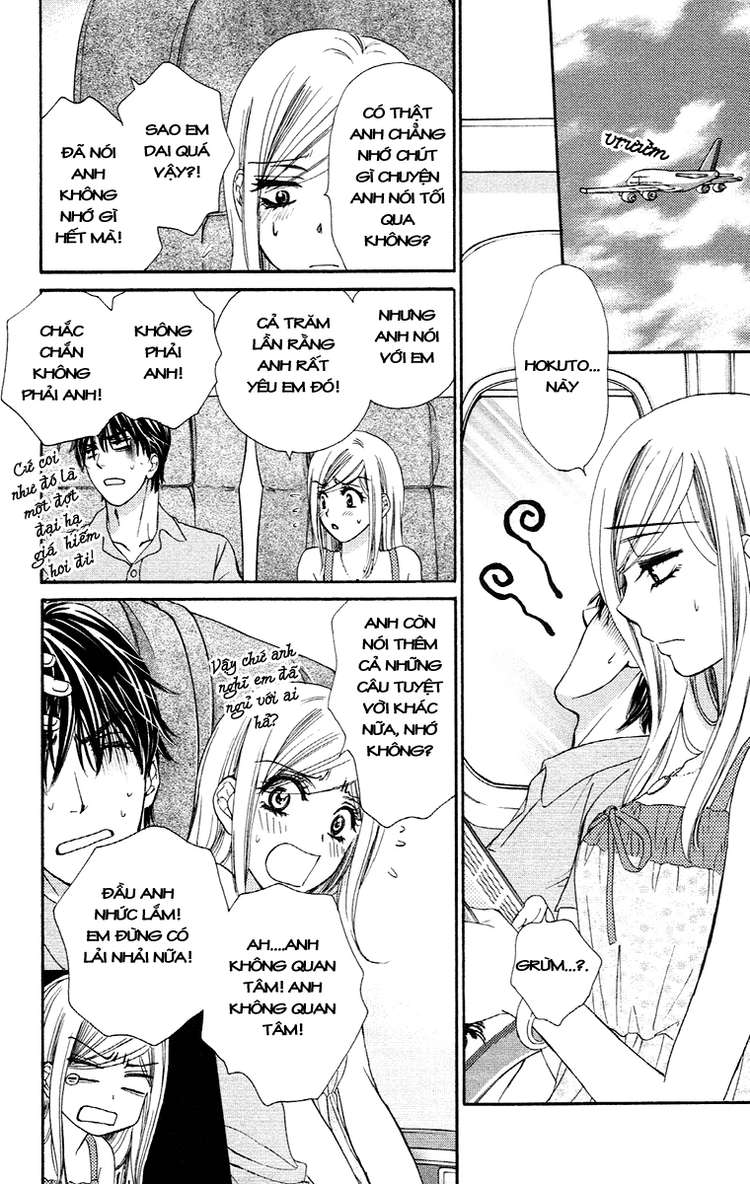 vrừừm
HOKUTO...
NÀY
GRỪM...?.
CÓ THẬT
ANH CHẲNG
NHỚ CHÚT
GÌ CHUYỆN
ANH NÓI TỐI
QUA
KHÔNG?
SAO EM
DAI QUÁ
VẬY?!
ĐÃ NÓI
ANH
KHÔNG
NHỚ GÌ
HẾT MÀ!
NHƯNG
ANH NÓI
VỚI EM
CẢ TRĂM
LẦN RẰNG
ANH RẤT
YÊU EM ĐÓ!
KHÔNG
PHẢI
ANH!
CHẮC
CHẮN
KHÔNG
PHẢI ANH!
Cứ coi
như đó là
một đợt
đại hạ
giá hiếm
hoi đi!
ANH CÒN
NÓI THÊM
CẢ NHỮNG
CÂU TUYỆT
VỜI KHÁC
NỮA, NHỚ
KHÔNG?
Vậy chứ anh
nghĩ em đã
ngủ với ai
hả?
ĐẦU ANH
NHỨC LẮM!
EM ĐỪNG CÓ
LẢI NHẢI NỮA!
AH....ANH
KHÔNG QUAN
TÂM! ANH
KHÔNG QUAN
TÂM!